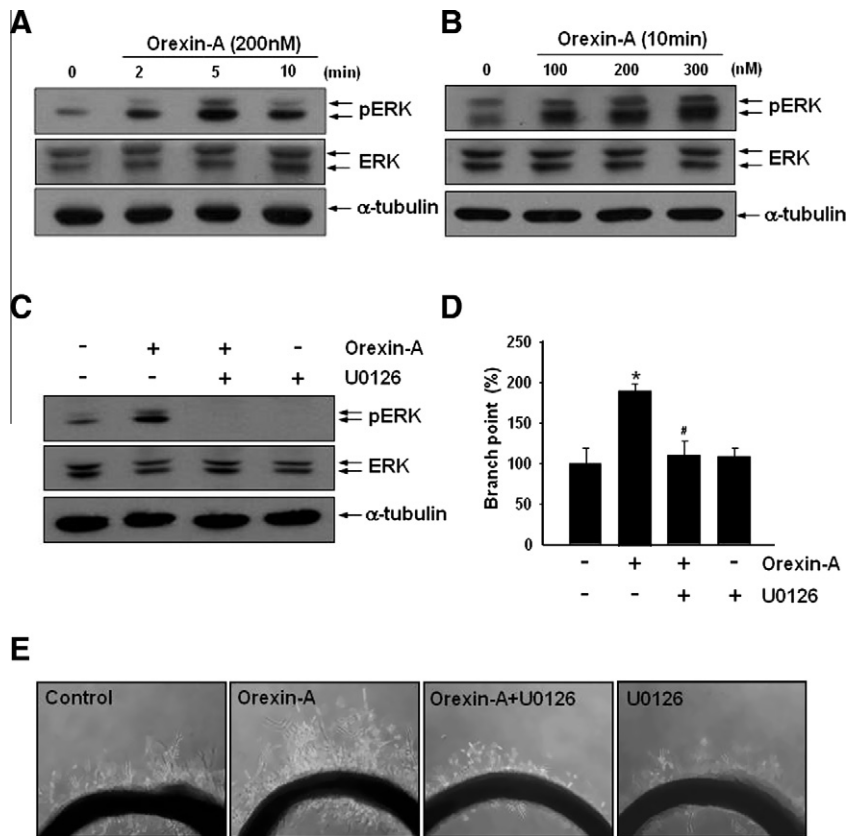 A
Orexin-A (200nM)
0 2 5 10 (min)
pERK
ERK
α-tubulin
B
Orexin-A (10min)
0 100 200 300 (nM)
pERK
ERK
α-tubulin
C
- + + - Orexin-A
- - + + U0126
pERK
ERK
α-tubulin
D
Branch point (%)
250
200
150
100
50
0
*
#
- + + - Orexin-A
- - + + U0126
E
Control
Orexin-A
Orexin-A+U0126
U0126